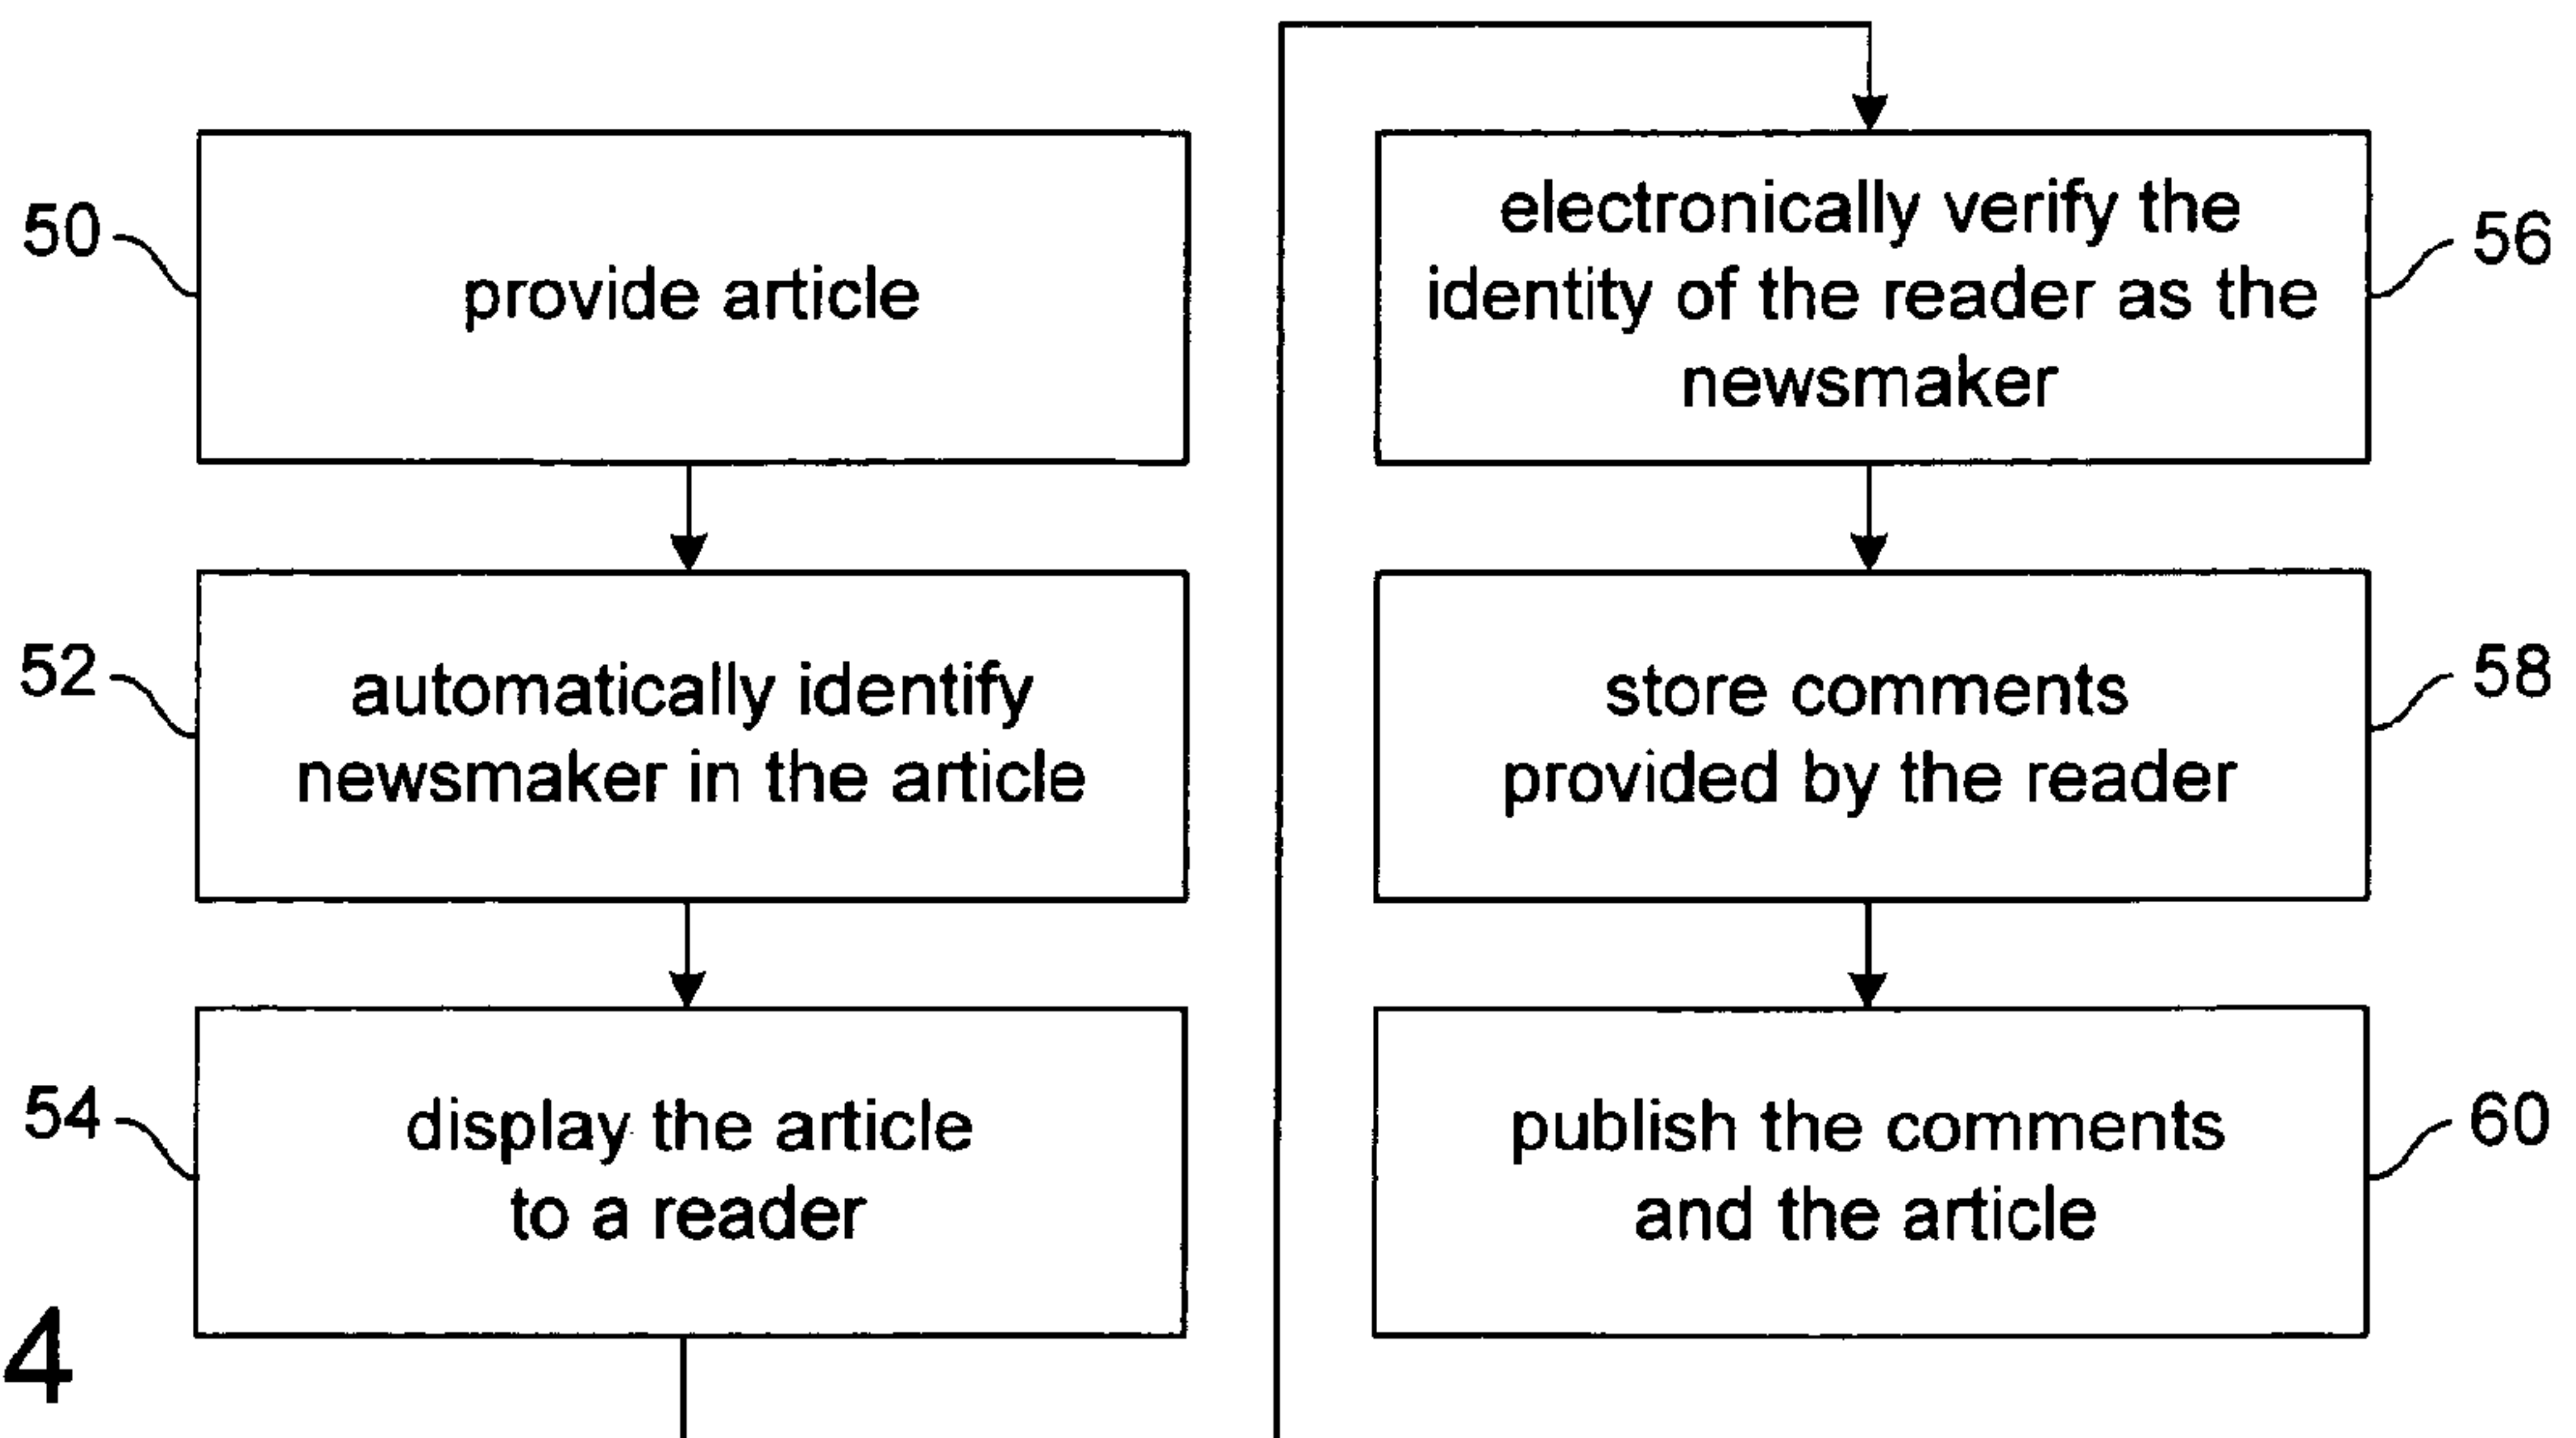 50
provide article
52
automatically identify
newsmaker in the article
54
display the article
to a reader
electronically verify the
identity of the reader as the
newsmaker
56
store comments
provided by the reader
58
publish the comments
and the article
60
4